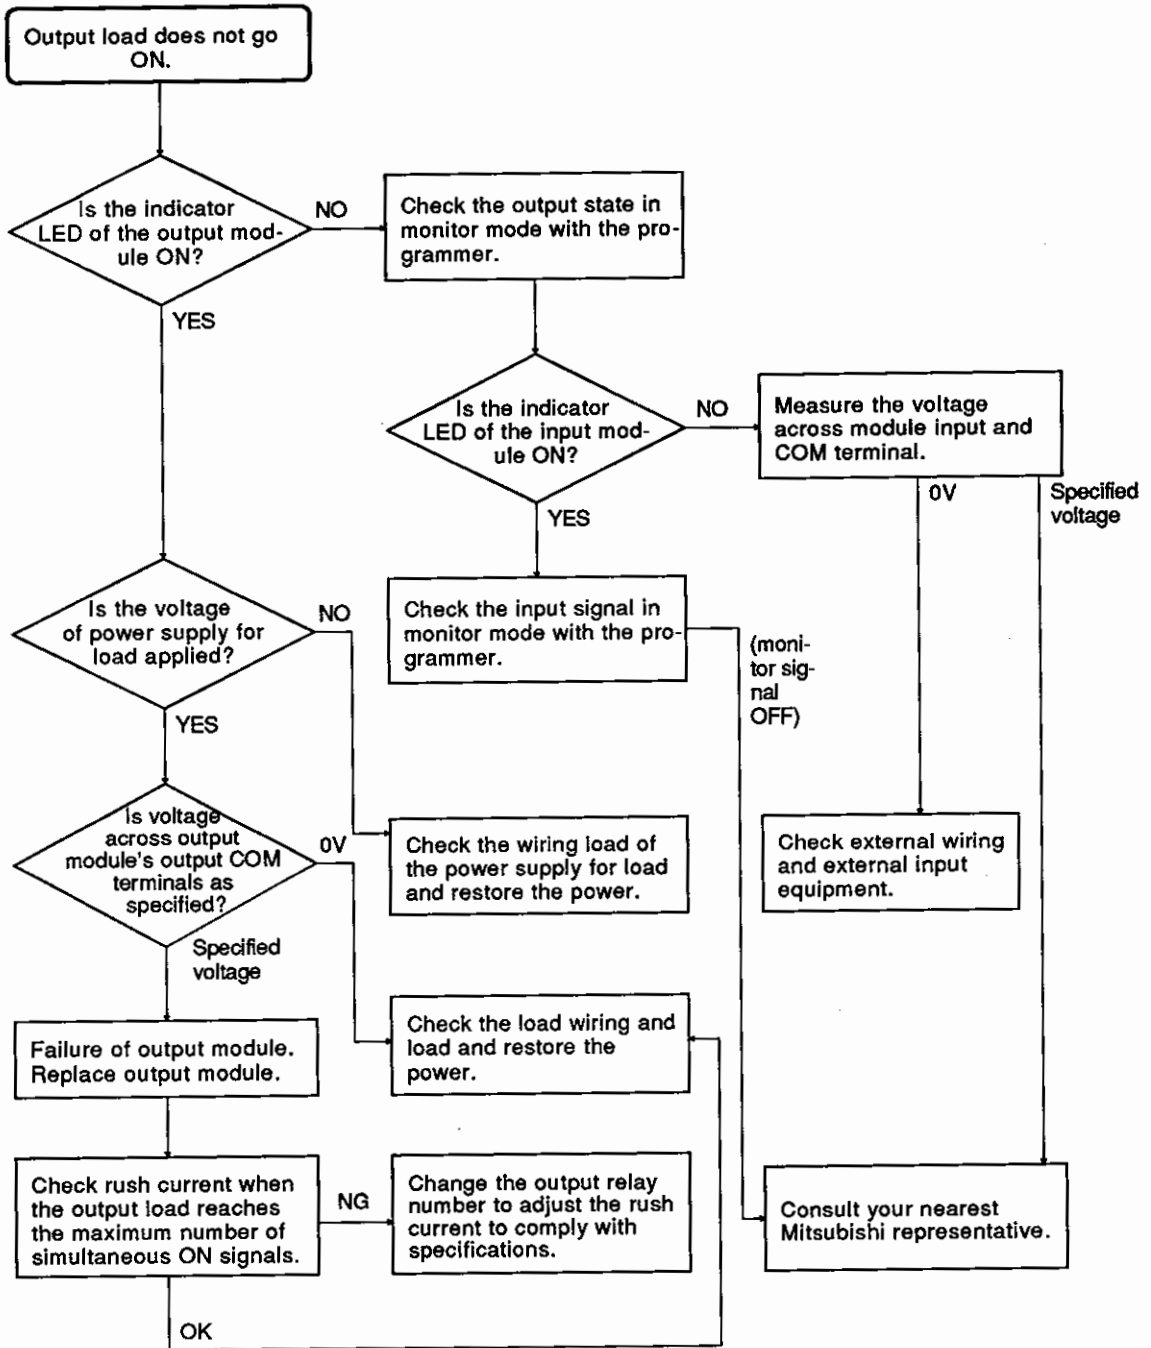 Output load does not go
ON.
Is the indicator
LED of the output mod-
ule ON?
NO
Check the output state in
monitor mode with the pro-
grammer.
YES
Is the indicator
LED of the input mod-
ule ON?
NO
Measure the voltage
across module input and
COM terminal.
0V
Specified
voltage
YES
Is the voltage
of power supply for
load applied?
NO
Check the input signal in
monitor mode with the pro-
grammer.
(moni-
tor sig-
nal
OFF)
YES
Is voltage
across output
module's output COM
terminals as
specified?
0V
Check the wiring load of
the power supply for load
and restore the power.
Check external wiring
and external input
equipment.
Specified
voltage
Failure of output module.
Replace output module.
Check the load wiring and
load and restore the
power.
Check rush current when
the output load reaches
the maximum number of
simultaneous ON signals.
NG
Change the output relay
number to adjust the rush
current to comply with
specifications.
Consult your nearest
Mitsubishi representative.
OK